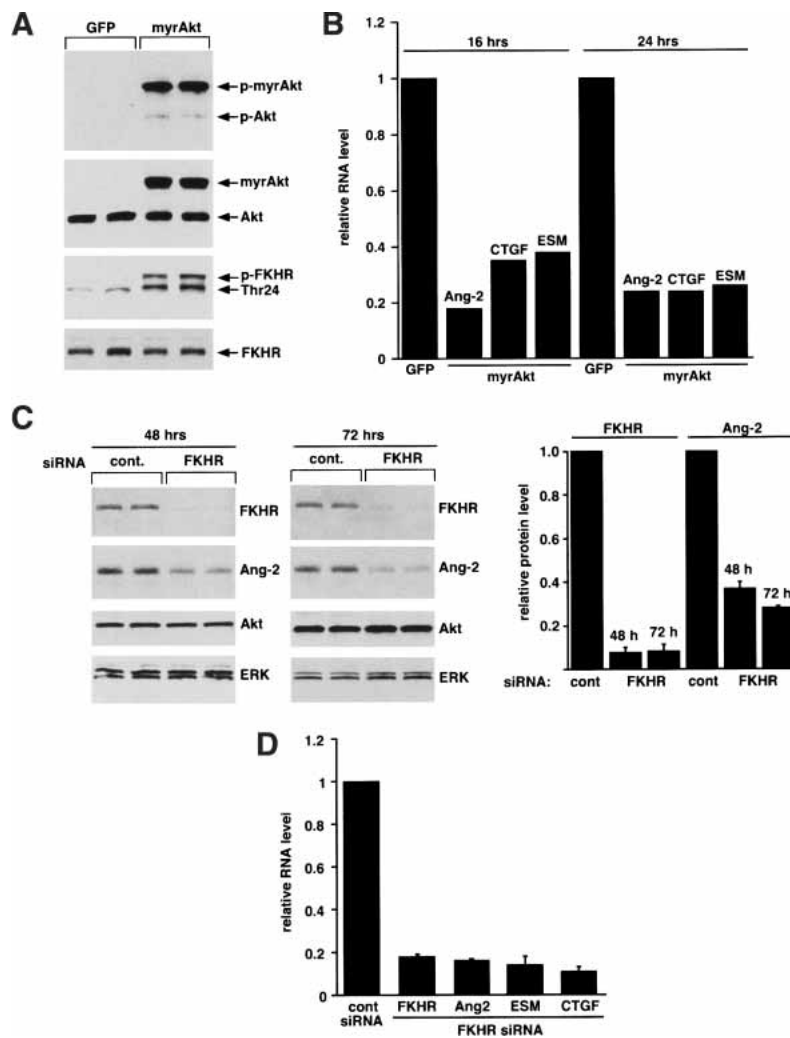 A
GFP myrAkt
p-myrAkt
p-Akt
myrAkt
Akt
p-FKHR
Thr24
FKHR
B
relative RNA level
1.2
1
0.8
0.6
0.4
0.2
0
16 hrs 24 hrs
Ang-2 CTGF ESM Ang-2 CTGF ESM
GFP myrAkt GFP myrAkt
C
48 hrs
siRNA cont. FKHR
FKHR
Ang-2
Akt
ERK
72 hrs
cont. FKHR
FKHR
Ang-2
Akt
ERK
relative protein level
FKHR Ang-2
1.0
0.8
0.6
0.4
0.2
48 h 72 h 48 h 72 h
siRNA: cont FKHR cont FKHR
D
relative RNA level
1.2
1
0.8
0.6
0.4
0.2
0
cont siRNA
FKHR Ang2 ESM CTGF
FKHR siRNA